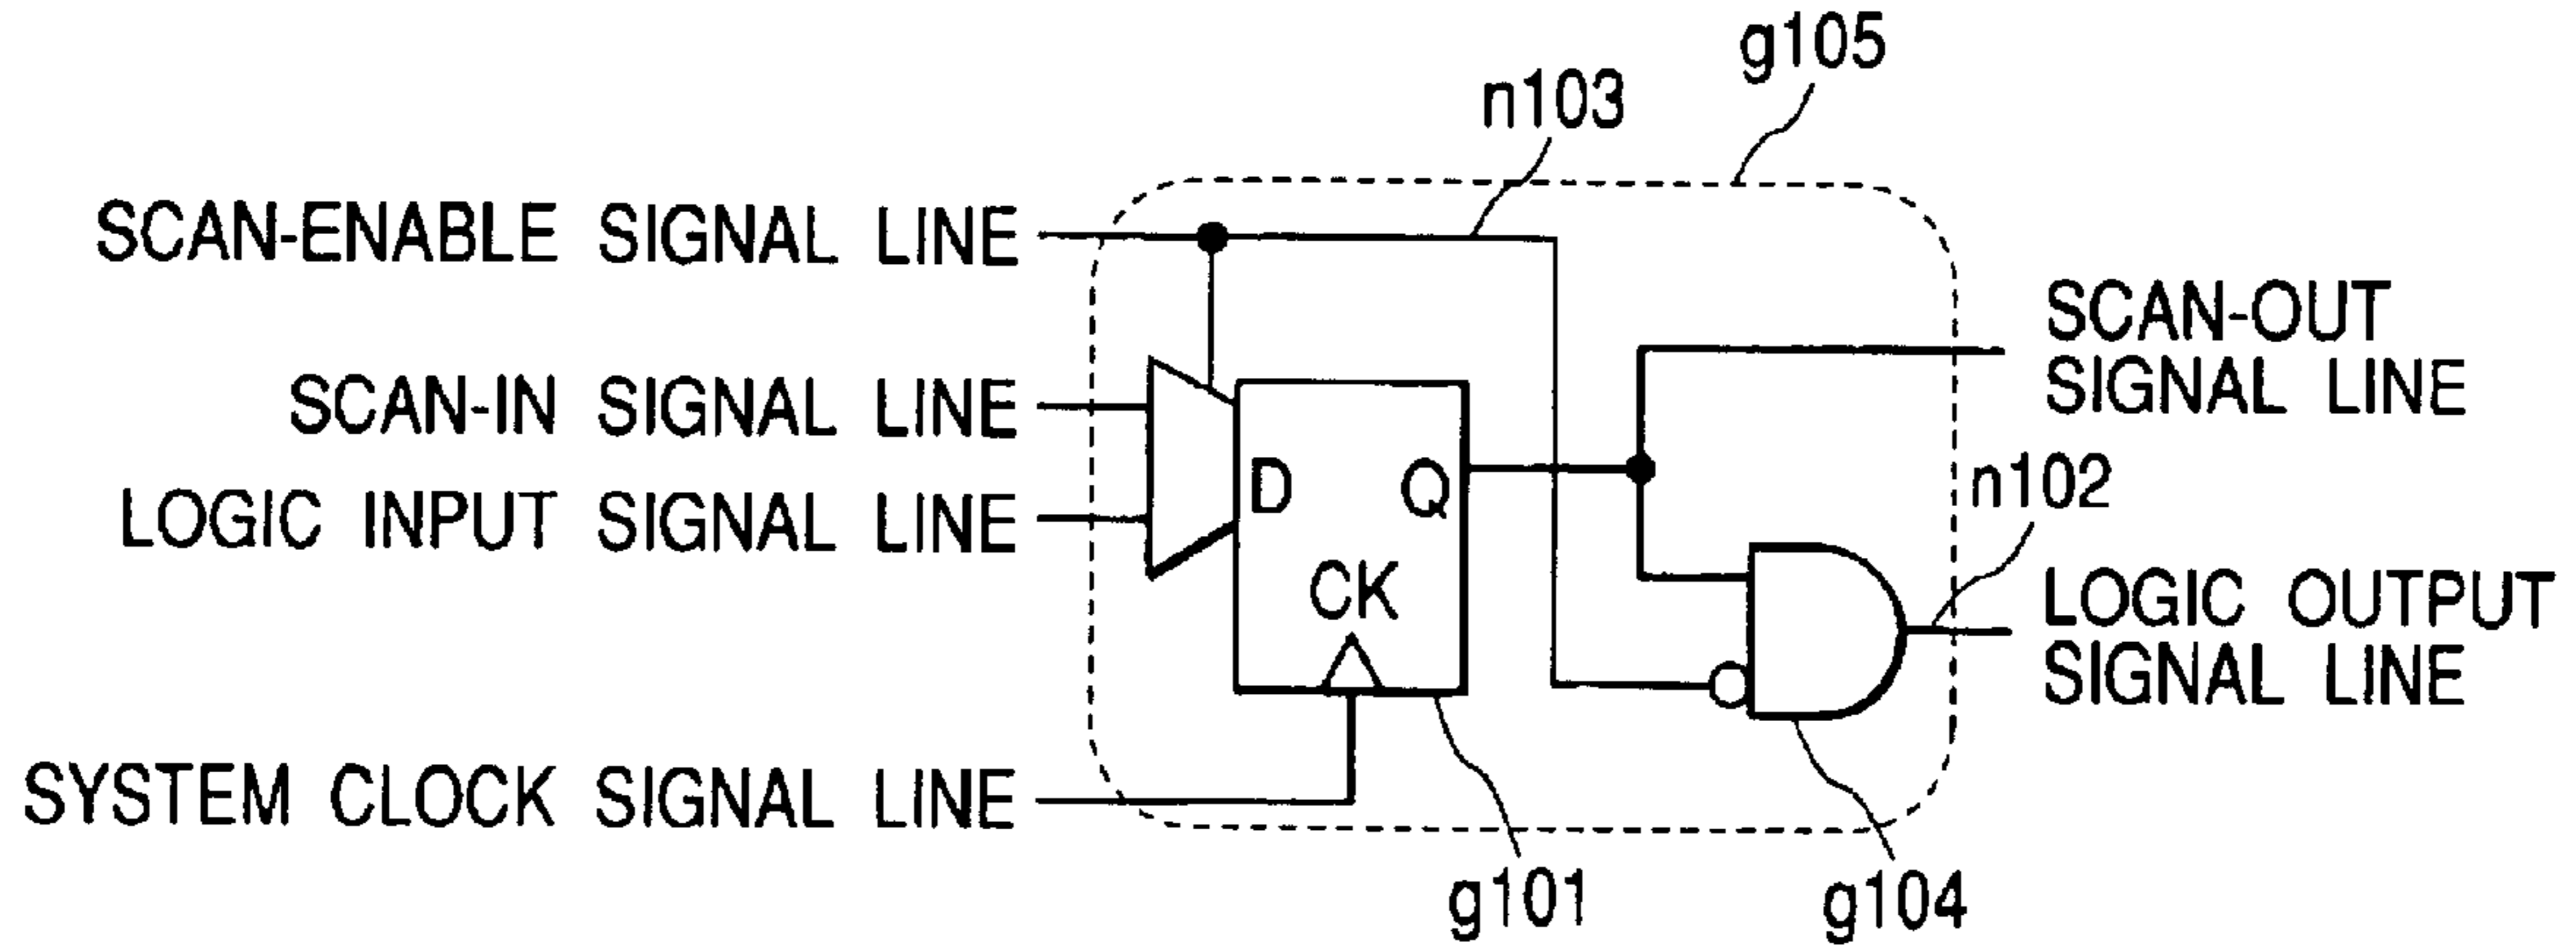 g105
n103
SCAN-ENABLE SIGNAL LINE
SCAN-OUT
SIGNAL LINE
SCAN-IN SIGNAL LINE
D
Q
n102
LOGIC INPUT SIGNAL LINE
CK
LOGIC OUTPUT
SIGNAL LINE
SYSTEM CLOCK SIGNAL LINE
g101
g104